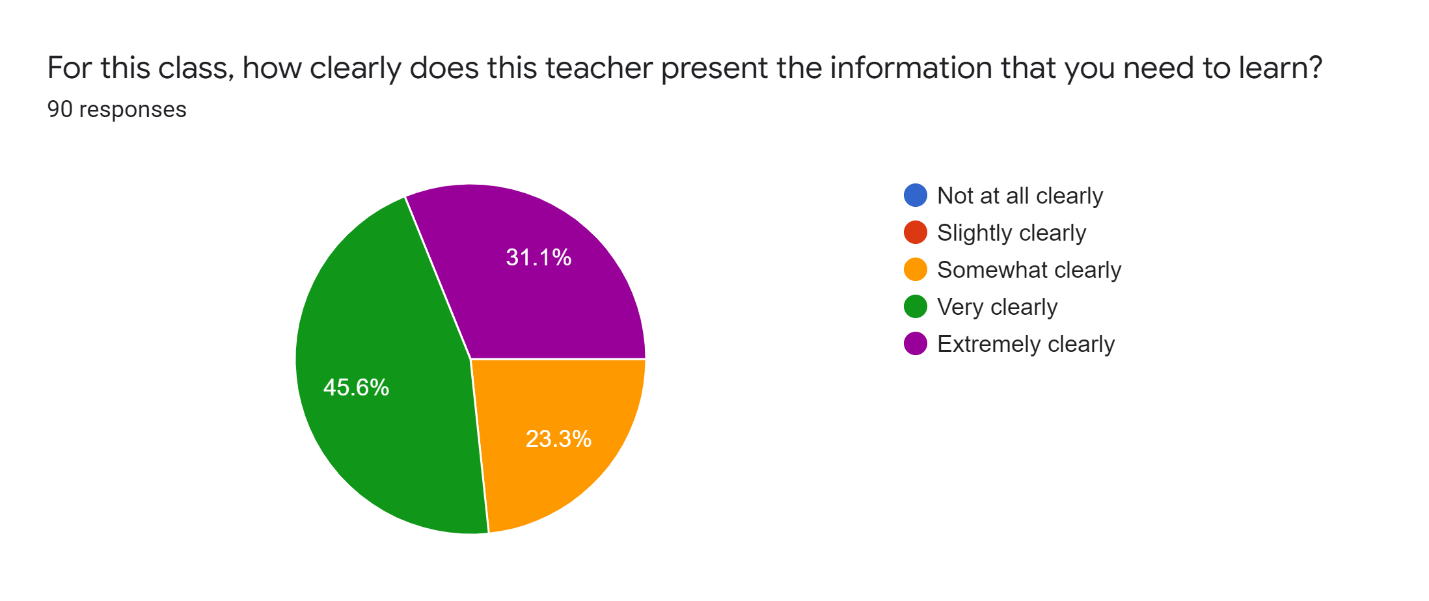 For this class, how clearly does this teacher present the information that you need to learn?
90 responses
31.1%
45.6%
23.3%
Not at all clearly
Slightly clearly
Somewhat clearly
Very clearly
Extremely clearly